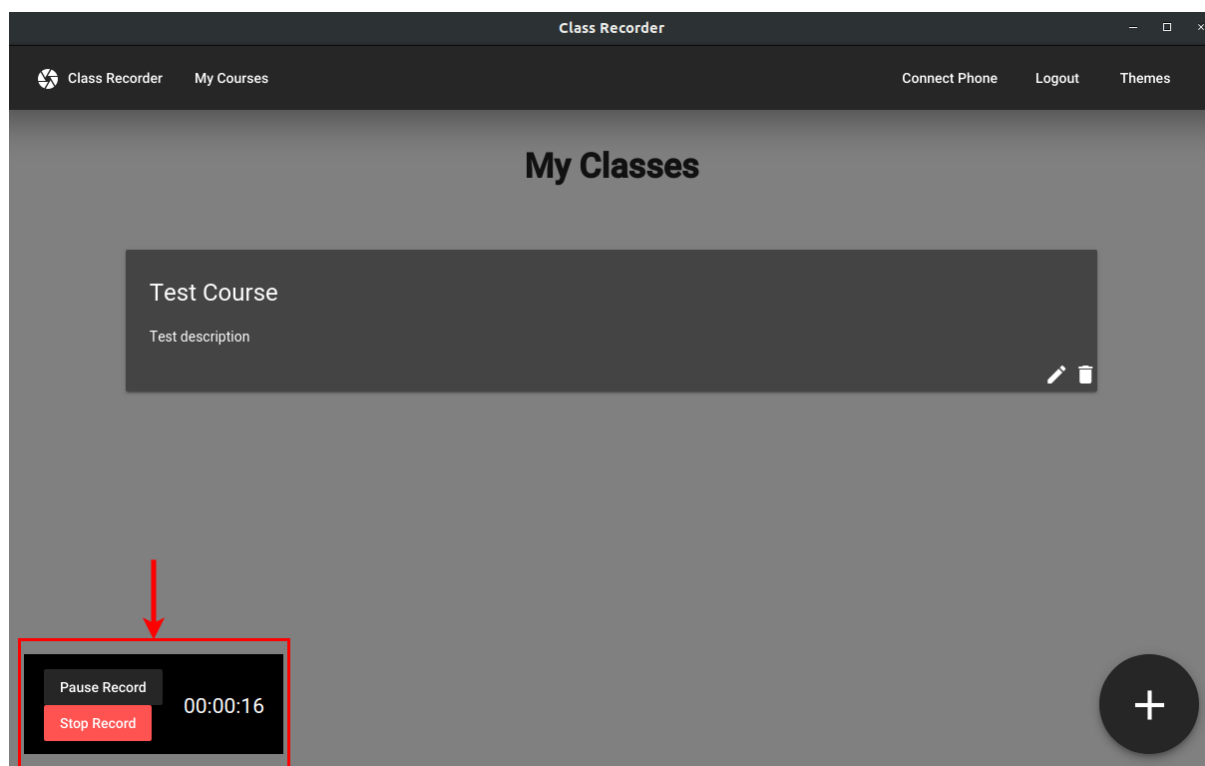 Class Recorder
Class Recorder My Courses Connect Phone Logout Themes
My Classes
Test Course
Test description
Pause Record
00:00:16
Stop Record